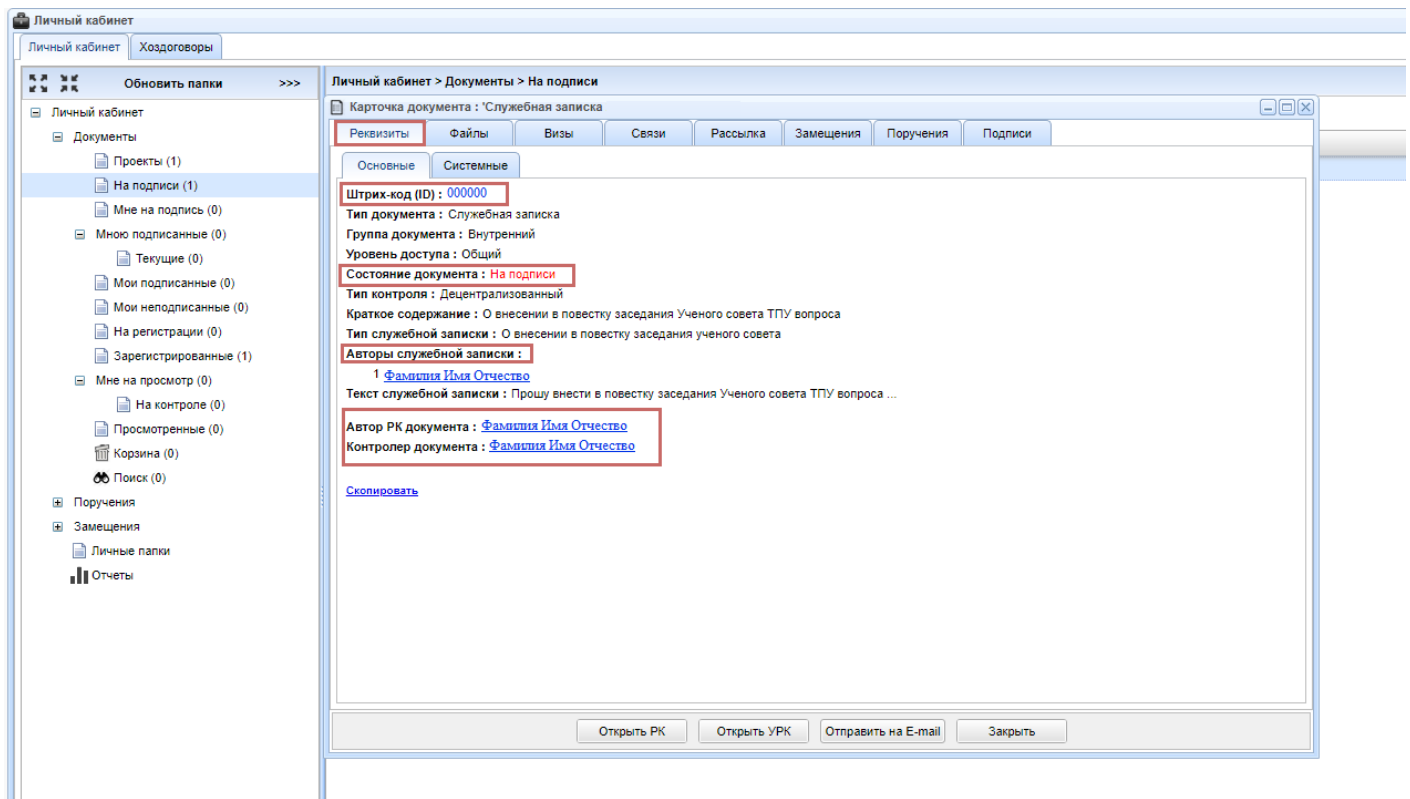 Личный кабинет
Личный кабинет Хоздоговоры
Обновить папки >>>
Личный кабинет
Документы
Проекты (1)
На подписи (1)
Мне на подпись (0)
Мною подписанные (0)
Текущие (0)
Мои подписанные (0)
Мои неподписанные (0)
На регистрации (0)
Зарегистрированные (1)
Мне на просмотр (0)
На контроле (0)
Просмотренные (0)
Корзина (0)
Поиск (0)
Поручения
Замещения
Личные папки
Отчеты
Личный кабинет > Документы > На подписи
Карточка документа : 'Служебная записка
Реквизиты Файлы Визы Связи Рассылка Замещения Поручения Подписи
Основные Системные
Штрих-код (ID) : 000000
Тип документа : Служебная записка
Группа документа : Внутренний
Уровень доступа : Общий
Состояние документа : На подписи
Тип контроля : Децентрализованный
Краткое содержание : О внесении в повестку заседания Ученого совета ТПУ вопроса
Тип служебной записки : О внесении в повестку заседания ученого совета
Авторы служебной записки :
1 Фамилия Имя Отчество
Текст служебной записки : Прошу внести в повестку заседания Ученого совета ТПУ вопроса ...
Автор РК документа : Фамилия Имя Отчество
Контролер документа : Фамилия Имя Отчество
Скопировать
Открыть РК Открыть УРК Отправить на E-mail Закрыть